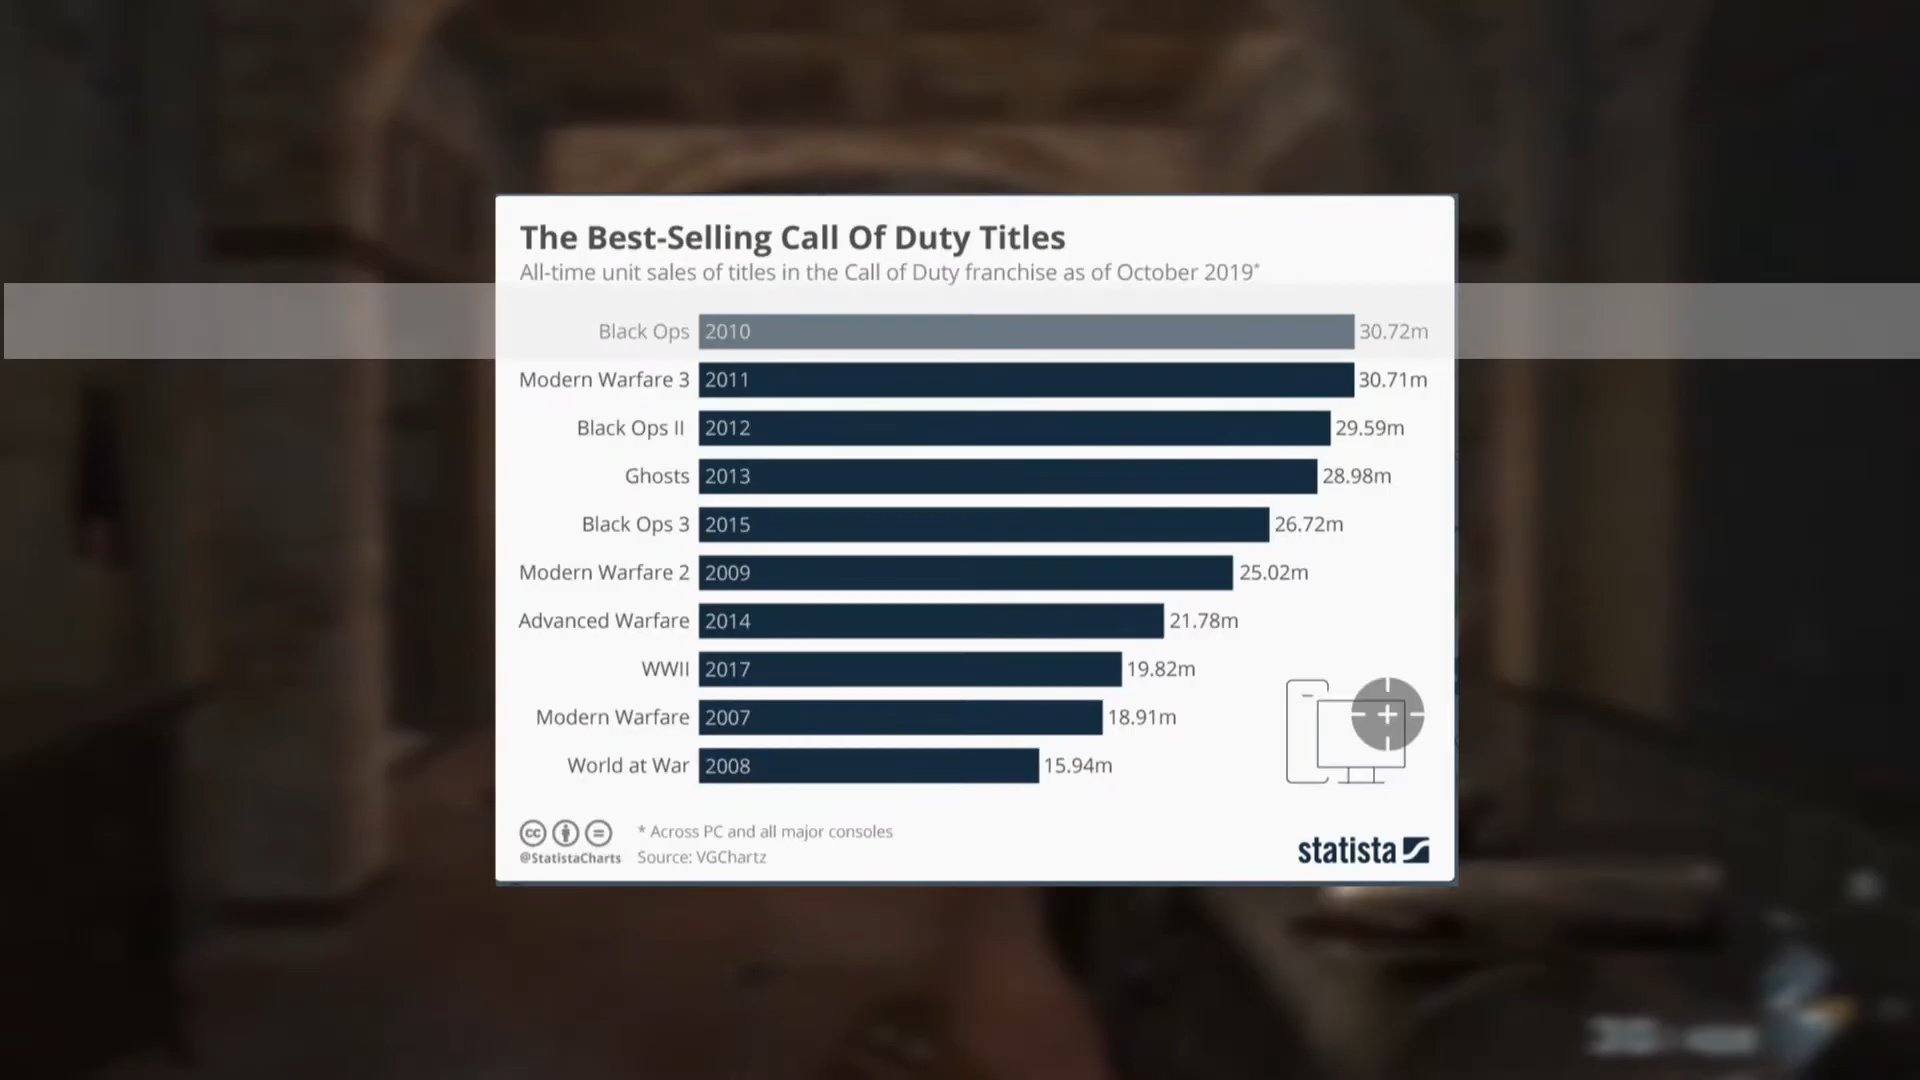 The Best-Selling Call Of Duty Titles
All-time unit sales of titles in the Call of Duty franchise as of October 2019*
Black Ops 2010 30.72m
Modern Warfare 3 2011 30.71m
Black Ops II 2012 29.59m
Ghosts 2013 28.98m
Black Ops 3 2015 26.72m
Modern Warfare 2 2009 25.02m
Advanced Warfare 2014 21.78m
WWII 2017 19.82m
Modern Warfare 2007 18.91m
World at War 2008 15.94m
cc
* Across PC and all major consoles
@StatistaCharts Source: VGChartz
statista